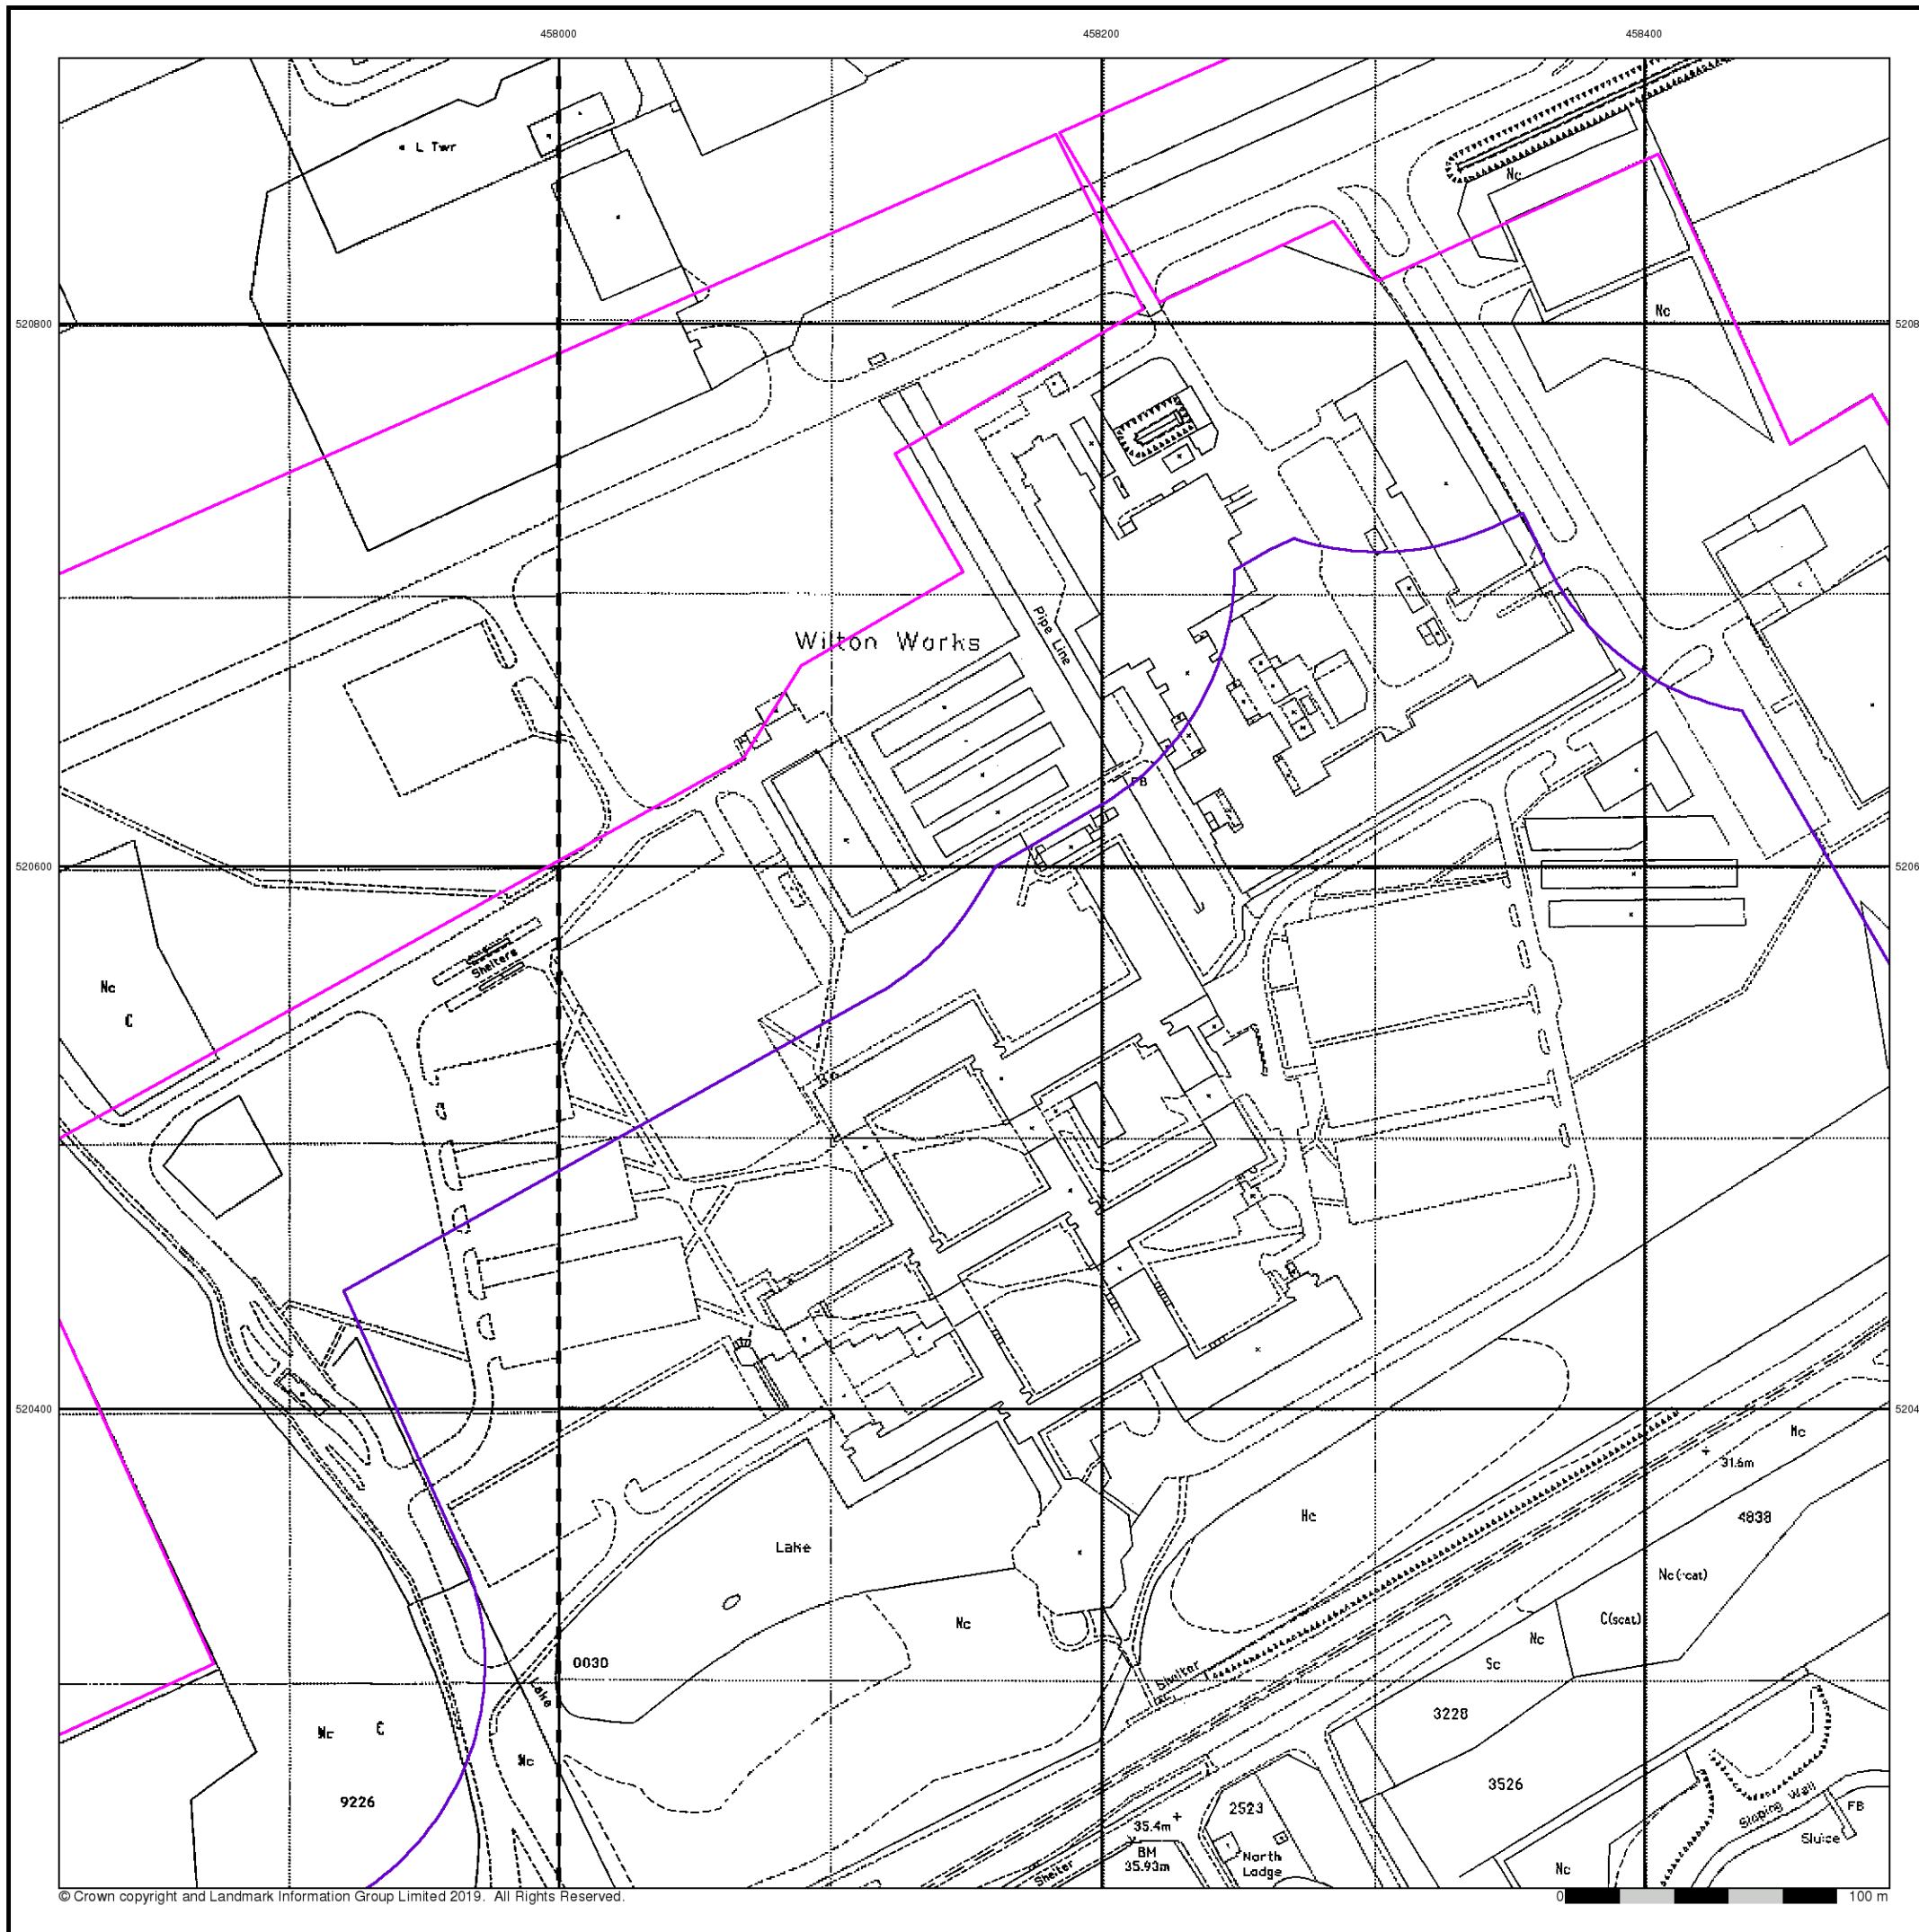 458000
458200
458400
L Twr
Nc
520800
5208
Nc
Pipe Line
Wilton Works
FB
520600
5206
Shelters
Nc
C
520400
5204
Nc
31.6m
4838
Nc
Lake
C(scat)
Nc
Nc
Sc
0030
Shelter
Lake
3228
Nc
C
Nc
3526
9226
2523
Sloping Wall
FB
35.4m
BM
35.93m
North
Lodge
Sluice
Shelter
Nc
© Crown copyright and Landmark Information Group Limited 2019. All Rights Reserved.
0
100 m